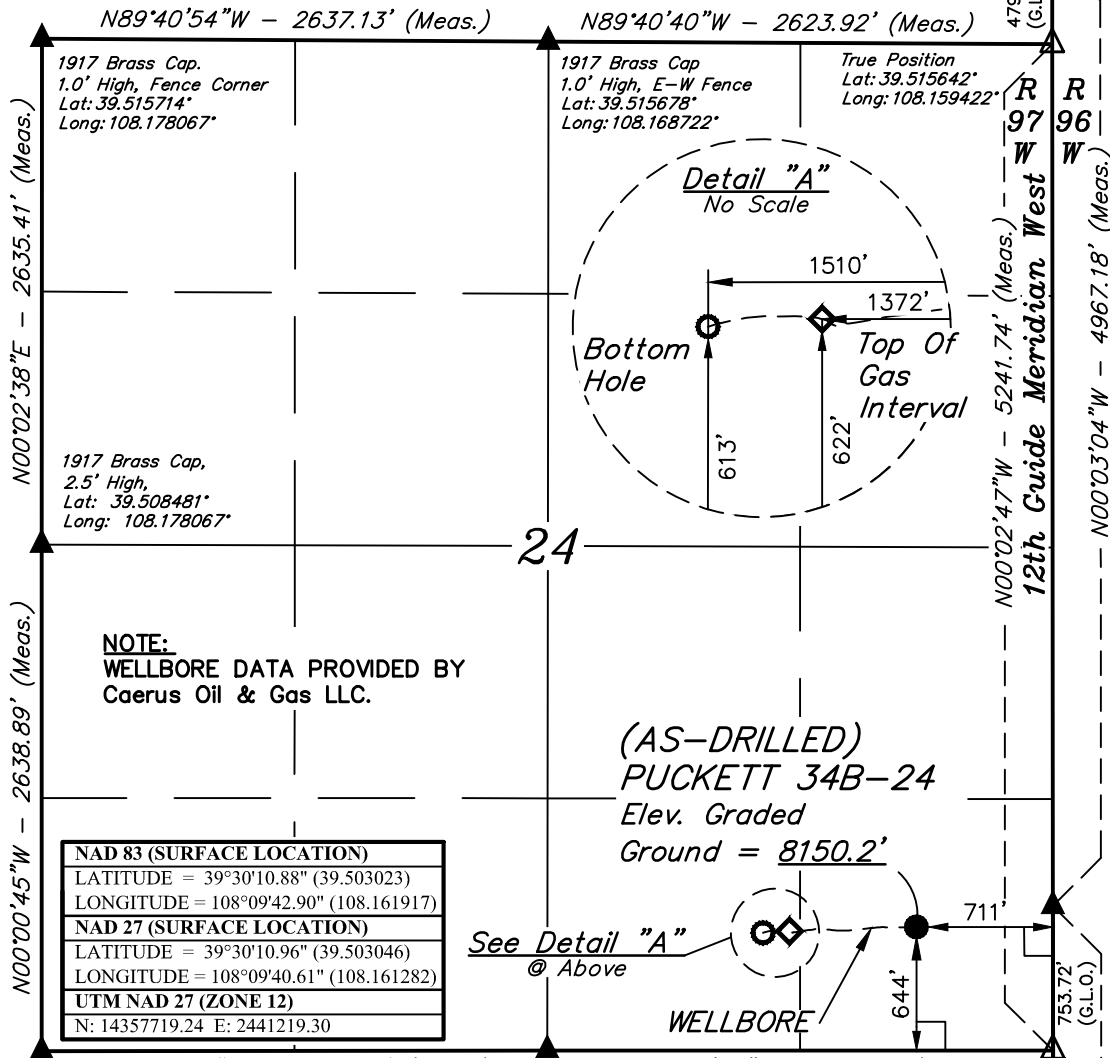 N89°40'54"W - 2637.13' (Meas.)
N89°40'40"W - 2623.92' (Meas.)
479
(G.L
1917 Brass Cap.
1.0' High, Fence Corner
Lat: 39.515714°
Long: 108.178067°
1917 Brass Cap
1.0' High, E-W Fence
Lat: 39.515678°
Long: 108.168722°
True Position
Lat: 39.515642°
Long: 108.159422°
R R
97 96
W W
N00°02'38"E - 2635.41' (Meas.)
Detail "A"
No Scale
1510'
1372'
Bottom
Hole
Top Of
Gas
Interval
613'
622'
N00°02'47"W - 5241.74' (Meas.)
12th Guide Meridian West
N00°03'04"W - 4967.18' (Meas.)
1917 Brass Cap,
2.5' High,
Lat: 39.508481°
Long: 108.178067°
24
N00°00'45"W - 2638.89' (Meas.)
NOTE:
WELLBORE DATA PROVIDED BY
Caerus Oil & Gas LLC.
(AS-DRILLED)
PUCKETT 34B-24
Elev. Graded
Ground = 8150.2'
NAD 83 (SURFACE LOCATION)
LATITUDE = 39°30'10.88" (39.503023)
LONGITUDE = 108°09'42.90" (108.161917)
NAD 27 (SURFACE LOCATION)
LATITUDE = 39°30'10.96" (39.503046)
LONGITUDE = 108°09'40.61" (108.161282)
UTM NAD 27 (ZONE 12)
N: 14357719.24 E: 2441219.30
See Detail "A"
@ Above
711'
644'
WELLBORE
753.72'
(G.L.O.)